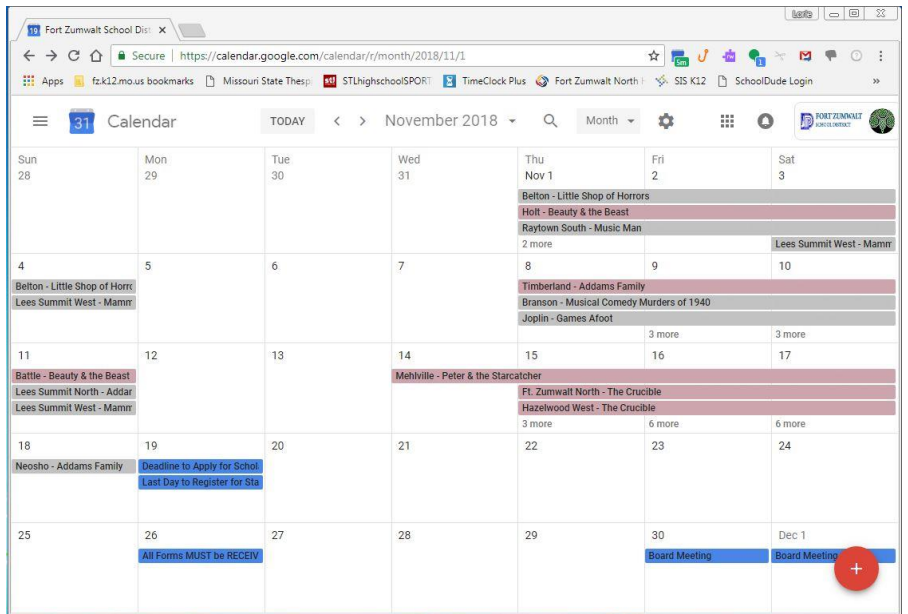 Fort Zumwalt School Dist
Secure | https://calendar.google.com/calendar/r/month/2018/11/1
Apps fz.k12.mo.us bookmarks Missouri State Thesp STLhighschoolSPORT TimeClock Plus Fort Zumwalt North H SIS K12 SchoolDude Login »
31 Calendar TODAY < > November 2018 Month FORT ZUMWALT
SCHOOL DISTRICT
Sun Mon Tue Wed Thu Fri Sat
28 29 30 31 Nov 1 2 3
Belton - Little Shop of Horrors
Holt - Beauty & the Beast
Raytown South - Music Man
2 more Lees Summit West - Mamm
4 5 6 7 8 9 10
Belton - Little Shop of Horro Timberland - Addams Family
Lees Summit West - Mamm Branson - Musical Comedy Murders of 1940
Joplin - Games Afoot
3 more 3 more
11 12 13 14 15 16 17
Battle - Beauty & the Beast Mehlville - Peter & the Starcatcher
Lees Summit North - Addar Ft. Zumwalt North - The Crucible
Lees Summit West - Mamm Hazelwood West - The Crucible
3 more 6 more 6 more
18 19 20 21 22 23 24
Neosho - Addams Family Deadline to Apply for Schol
Last Day to Register for Sta
25 26 27 28 29 30 Dec 1
All Forms MUST be RECEIV Board Meeting Board Meeting
+